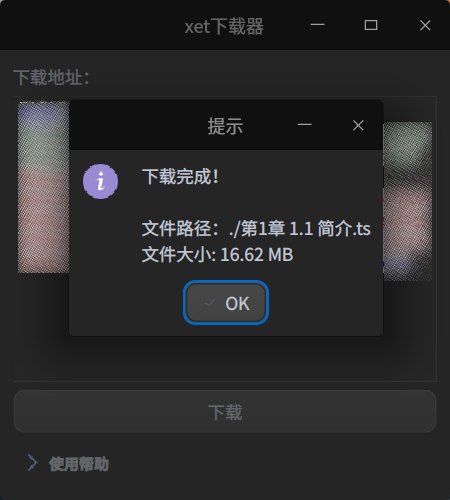 xet下载器
下载地址：
提示
下载完成！
文件路径：./第1章 1.1 简介.ts
文件大小: 16.62 MB
OK
下载
使用帮助